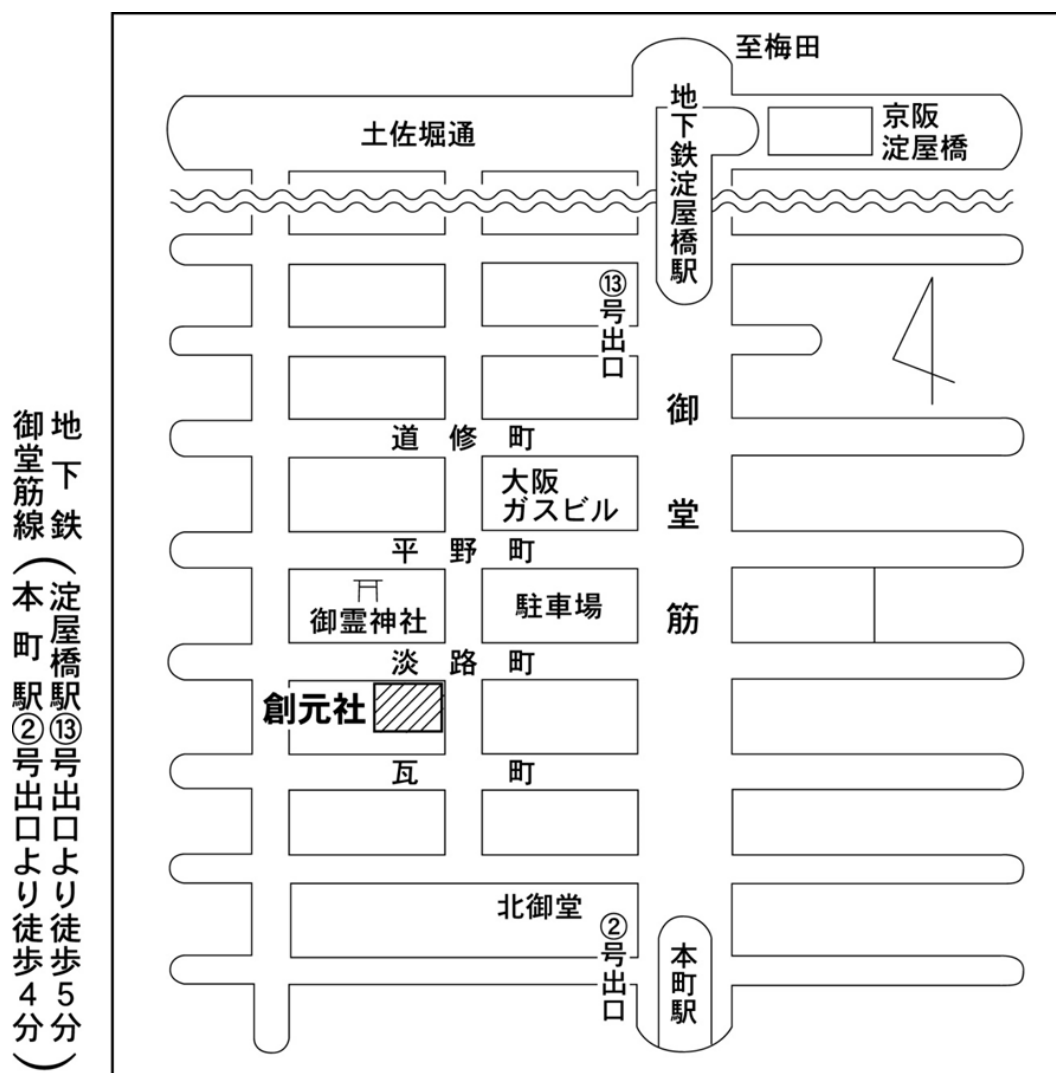 至梅田
土佐堀通
地下鉄淀屋橋駅
京阪
淀屋橋
⑬号出口
御堂筋
道修町
大阪
ガスビル
平野町
御霊神社
駐車場
淡路町
創元社
瓦町
北御堂
②号出口
本町駅
地下鉄
御堂筋線
(淀屋橋駅⑬号出口より徒歩5分
本町駅②号出口より徒歩4分)